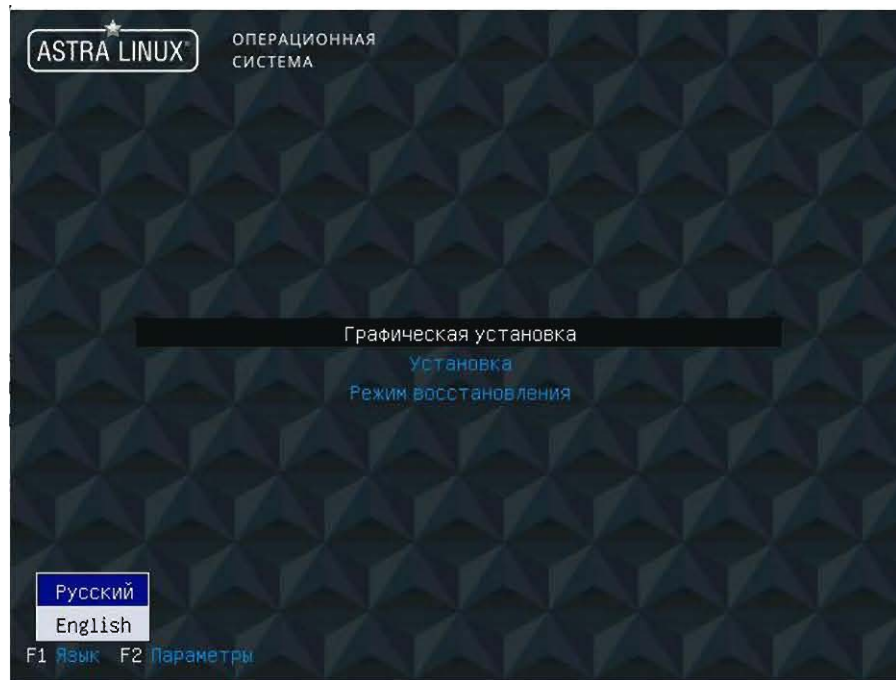 ASTRA LINUX®
ОПЕРАЦИОННАЯ
СИСТЕМА
Графическая установка
Установка
Режим восстановления
Русский
English
F1 Язык F2 Параметры